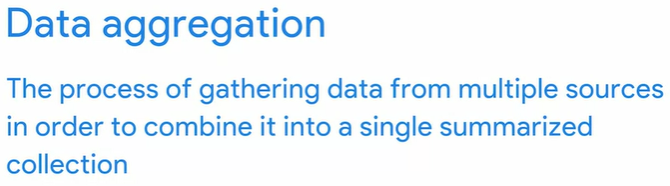 Data aggregation
The process of gathering data from multiple sources
in order to combine it into a single summarized
collection